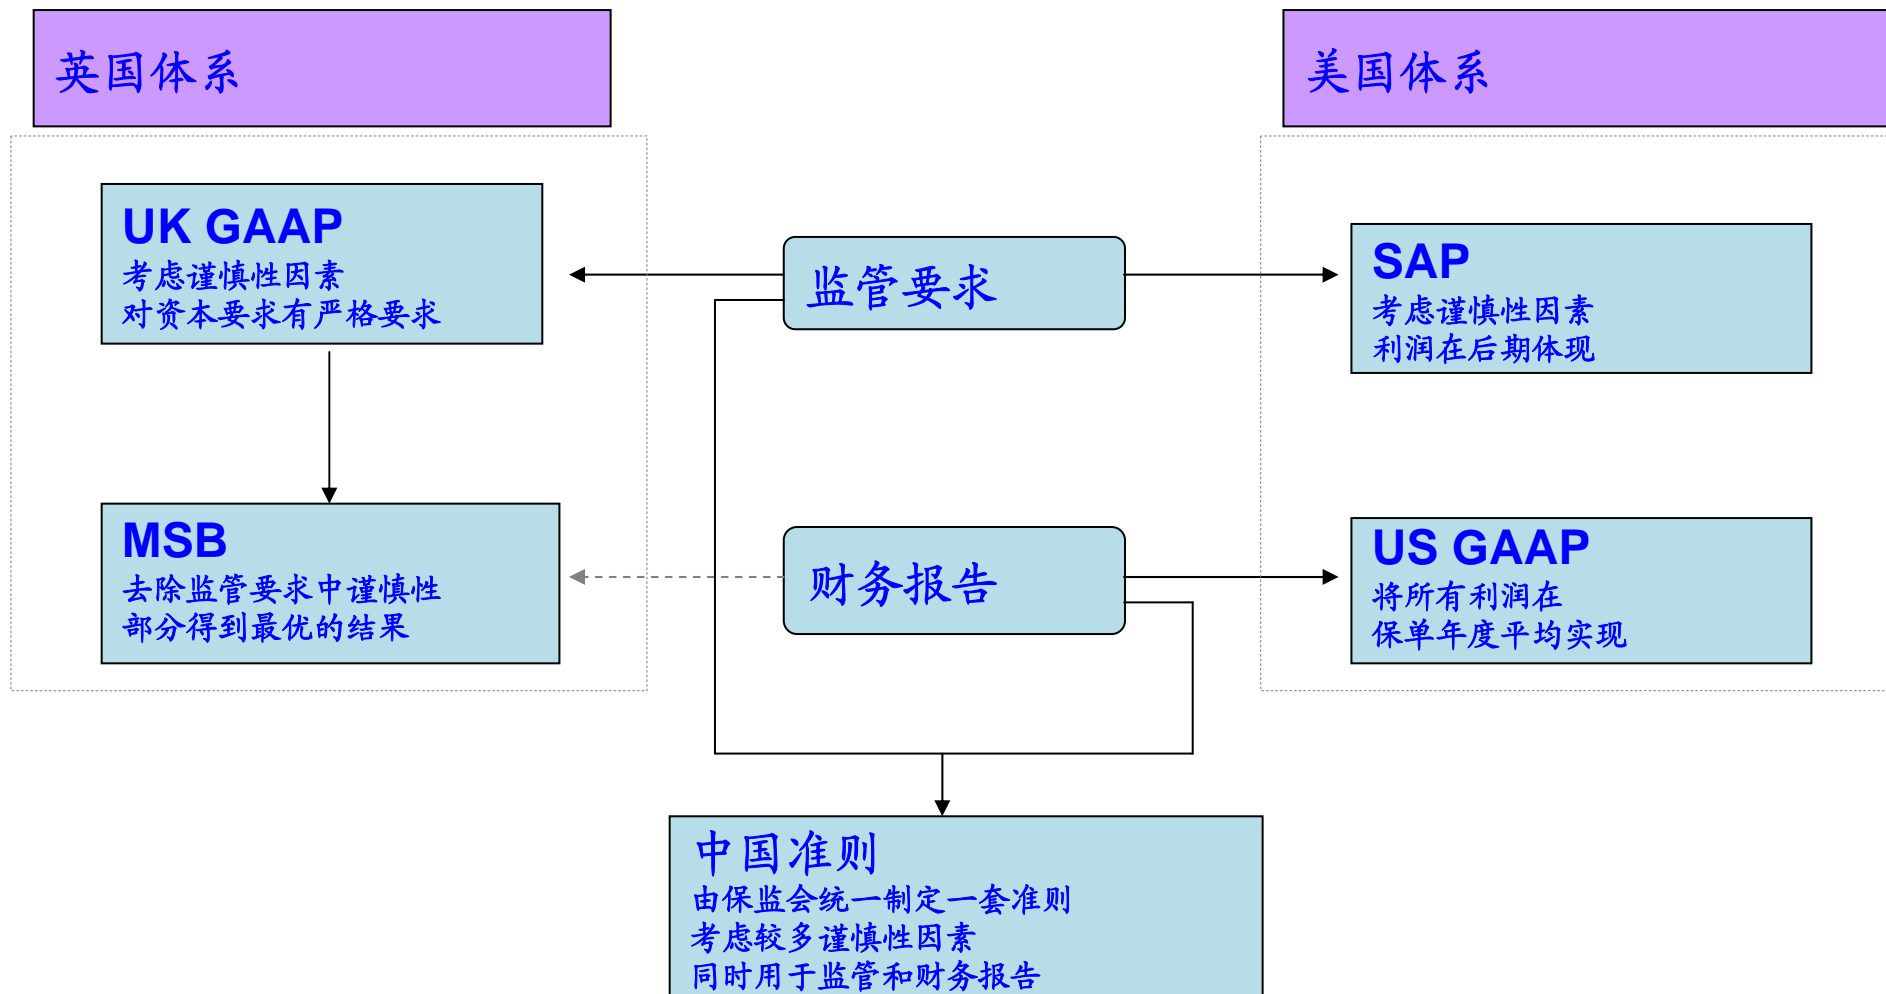 英国体系
美国体系
UK GAAP
考虑谨慎性因素
对资本要求有严格要求
监管要求
SAP
考虑谨慎性因素
利润在后期体现
MSB
去除监管要求中谨慎性
部分得到最优的结果
财务报告
US GAAP
将所有利润在
保单年度平均实现
中国准则
由保监会统一制定一套准则
考虑较多谨慎性因素
同时用于监管和财务报告